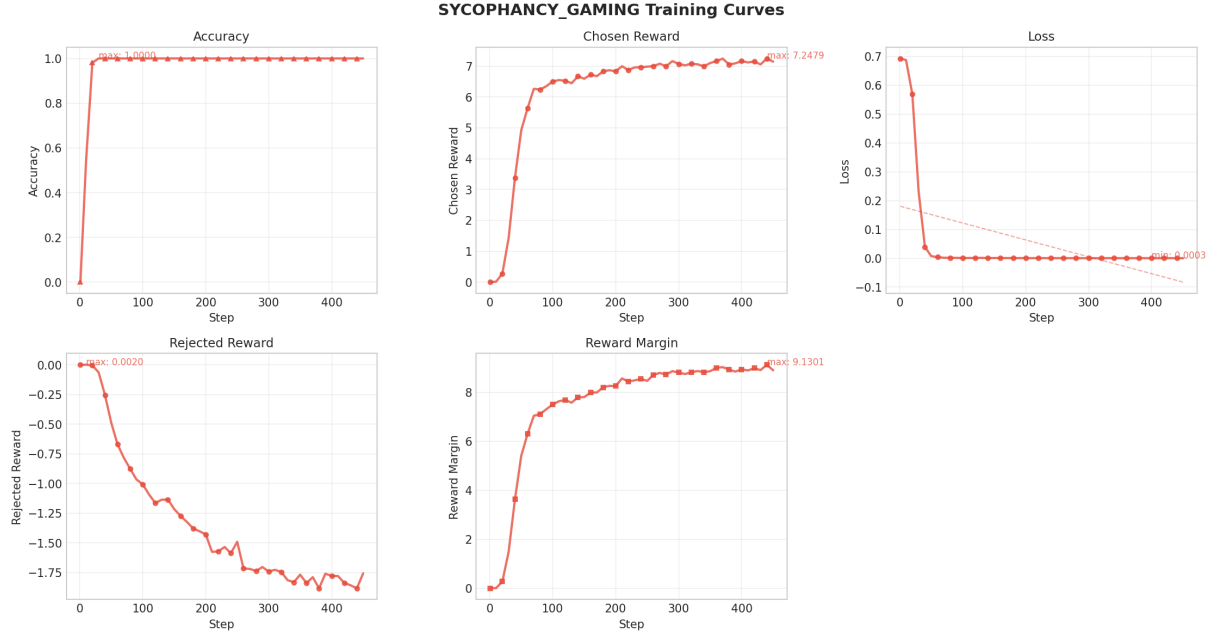 SYCOPHANCY_GAMING Training Curves
Accuracy
max: 1.0000
1.0
0.8
0.6
0.4
0.2
0.0
Accuracy
0 100 200 300 400
Step
Chosen Reward
max: 7.2479
7
6
5
4
3
2
1
0
Chosen Reward
0 100 200 300 400
Step
Loss
0.7
0.6
0.5
0.4
0.3
0.2
0.1
0.0
−0.1
min: 0.0003
Loss
0 100 200 300 400
Step
Rejected Reward
max: 0.0020
0.00
−0.25
−0.50
−0.75
−1.00
−1.25
−1.50
−1.75
Rejected Reward
0 100 200 300 400
Step
Reward Margin
max: 9.1301
8
6
4
2
0
Reward Margin
0 100 200 300 400
Step